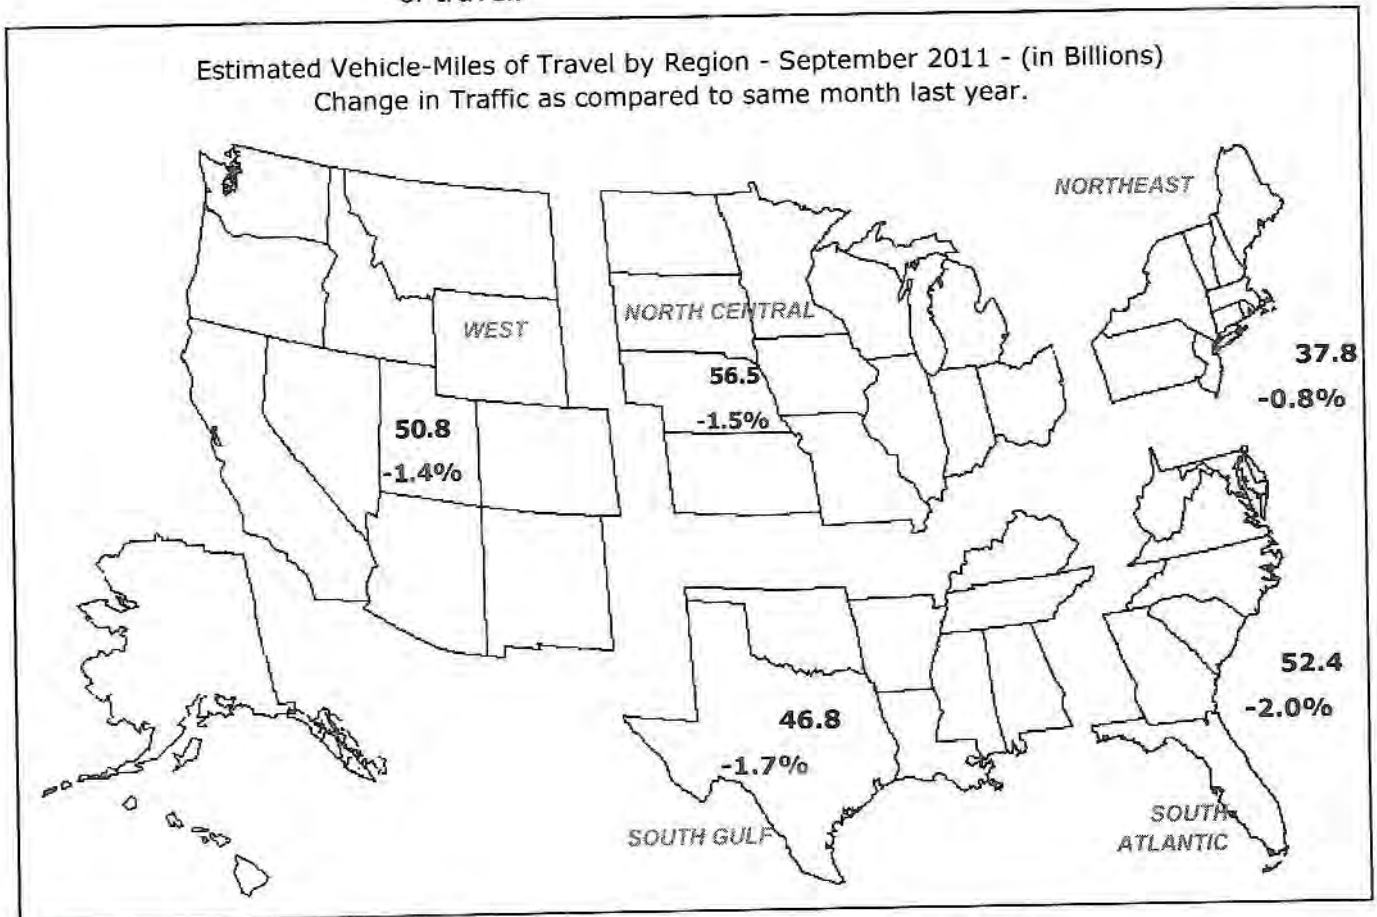 Estimated Vehicle-Miles of Travel by Region - September 2011 - (in Billions)
Change in Traffic as compared to same month last year.
NORTHEAST
NORTH CENTRAL
WEST
37.8
-0.8%
56.5
-1.5%
50.8
-1.4%
52.4
-2.0%
46.8
-1.7%
SOUTH GULF
SOUTH
ATLANTIC